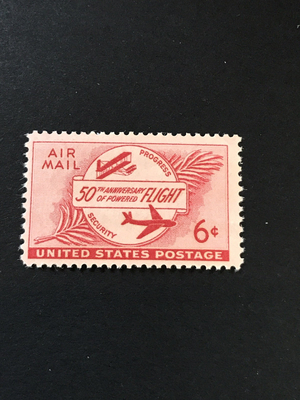 AIR
MAIL
PROGRESS
50TH ANNIVERSARY
OF POWERED FLIGHT
SECURITY
6¢
UNITED STATES POSTAGE